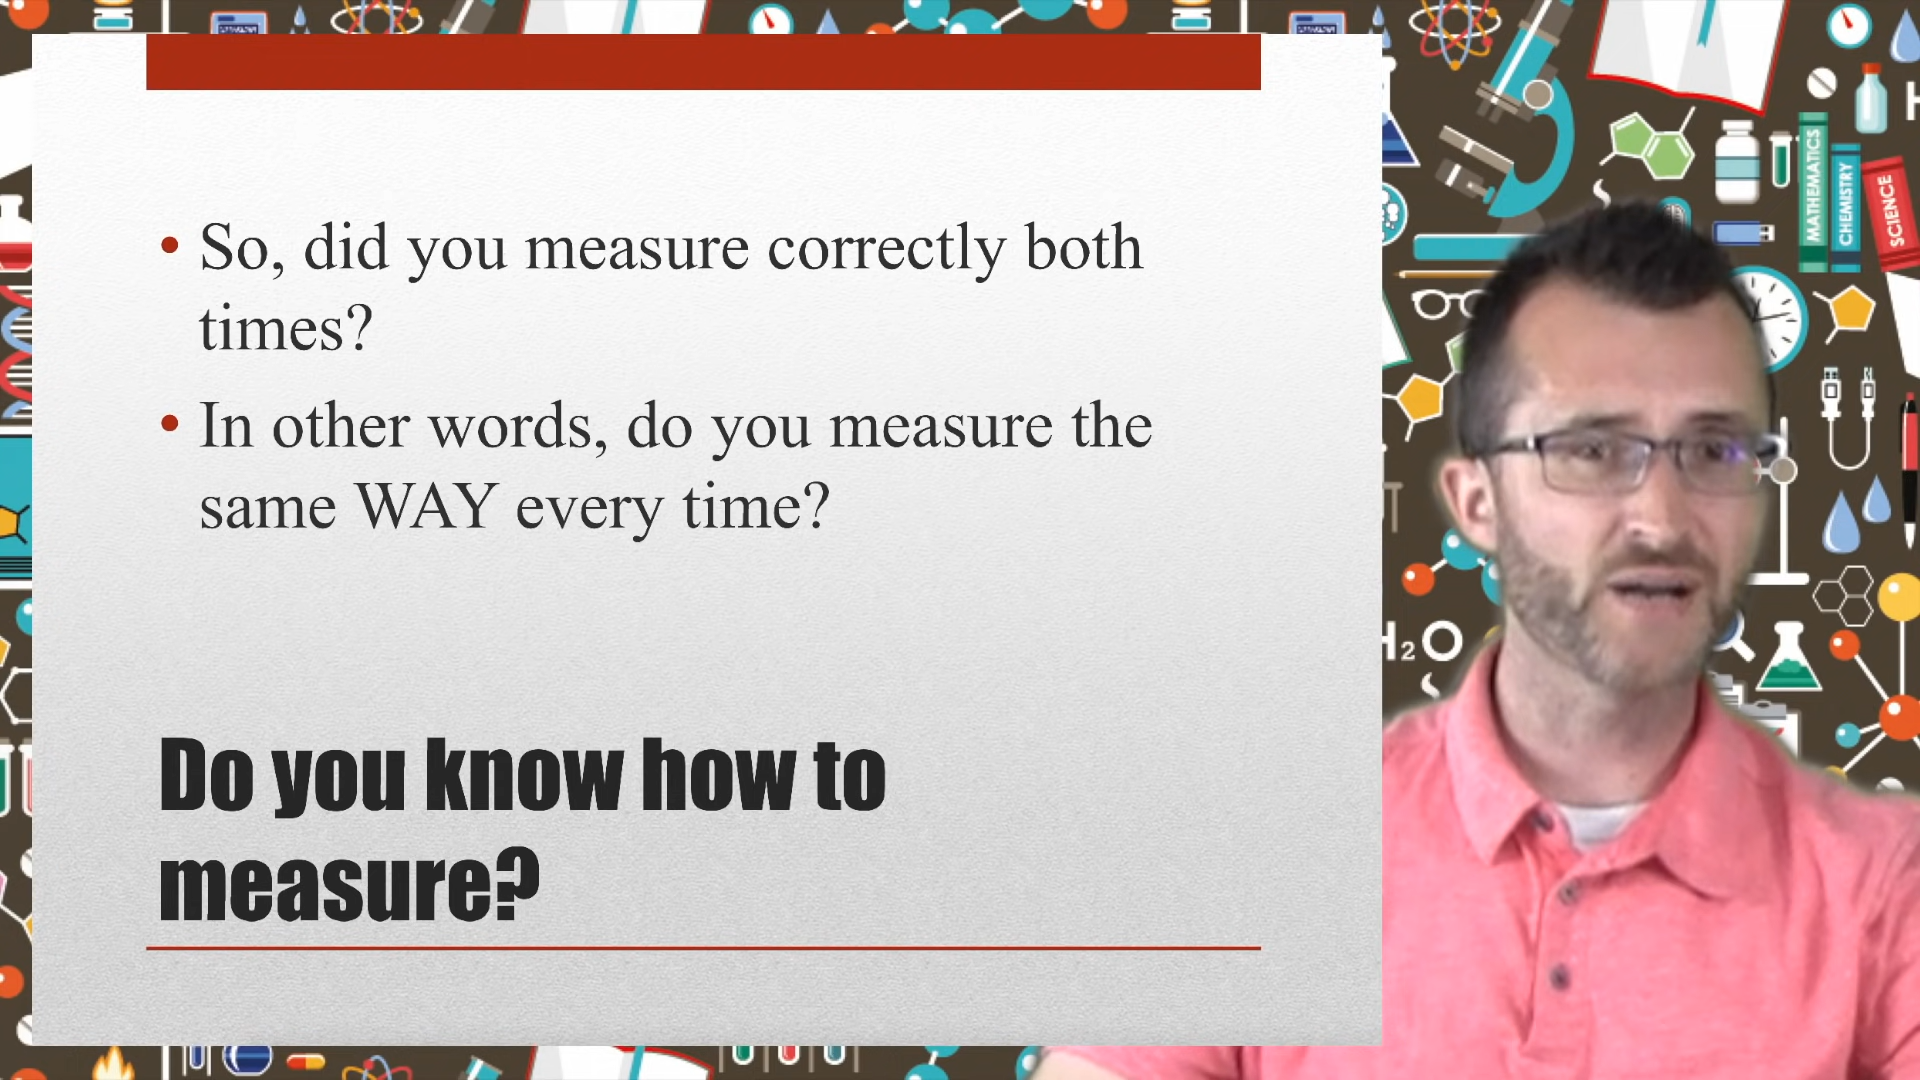 So, did you measure correctly both
times?
In other words, do you measure the
same WAY every time?
Do you know how to
measure?
MATHEMATICS
CHEMISTRY
SCIENCE
H₂O